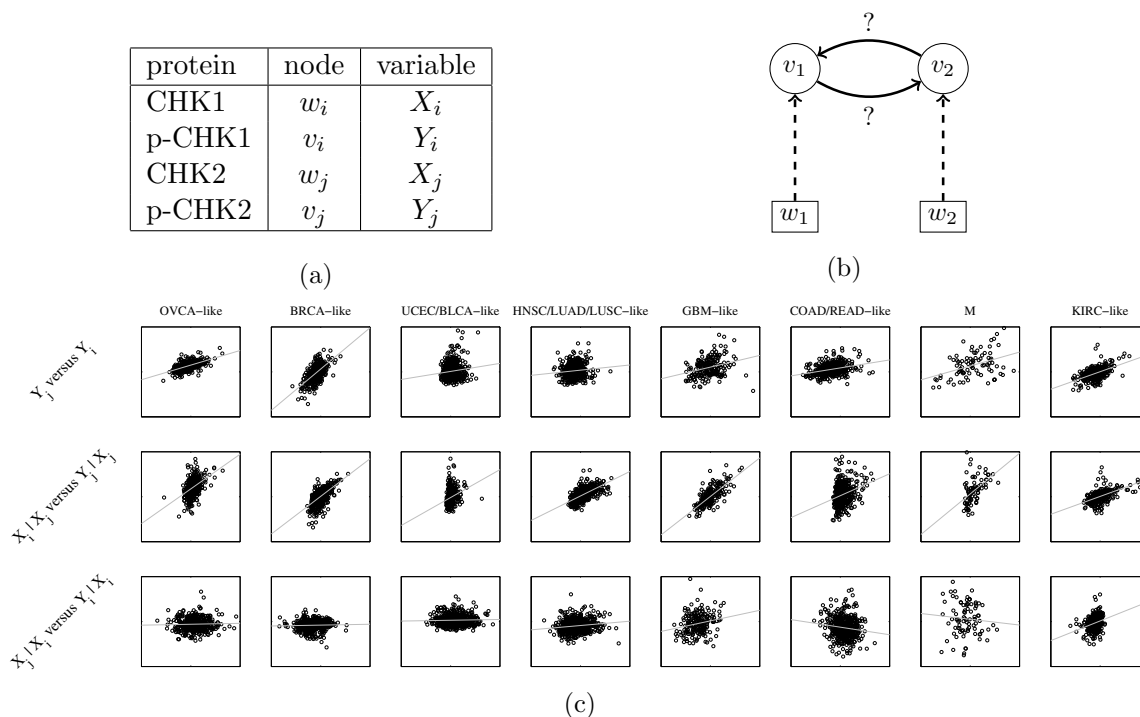 protein node variable
CHK1 w_i X_i
p-CHK1 v_i Y_i
CHK2 w_j X_j
p-CHK2 v_j Y_j
(a)
?
v_1 v_2
?
w_1 w_2
(b)
OVCA−like BRCA−like UCEC/BLCA−like HNSC/LUAD/LUSC−like GBM−like COAD/READ−like M KIRC−like
Y_j versus Y_i
X_i | X_j versus Y_j | X_j
X_j | X_i versus Y_i | X_i
(c)